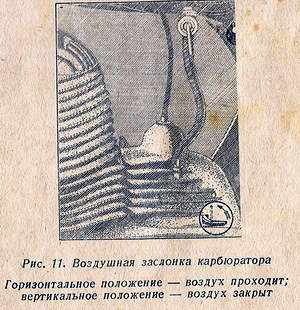 Рис. 11. Воздушная заслонка карбюратора
Горизонтальное положение — воздух проходит;
вертикальное положение — воздух закрыт